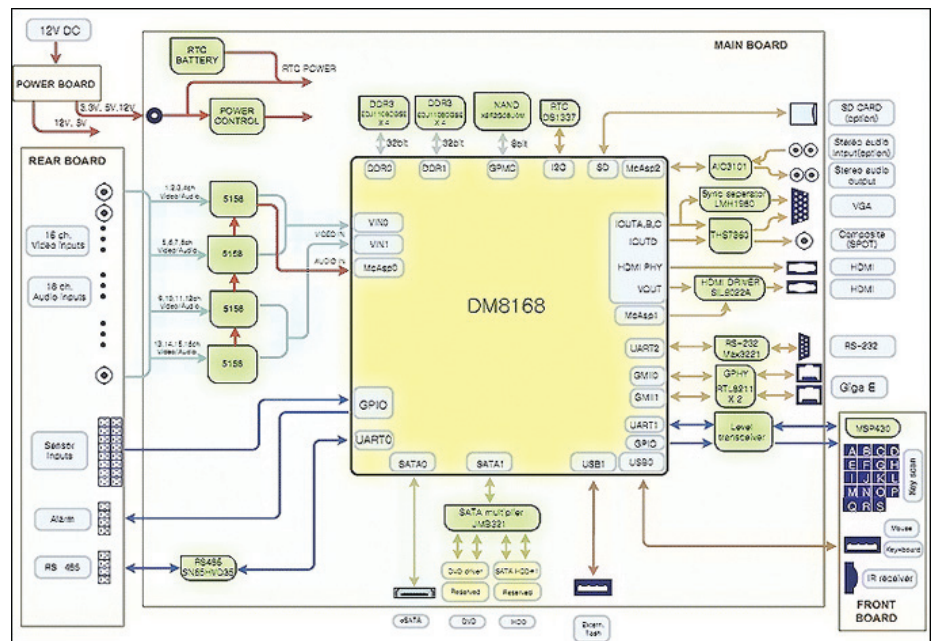 12V DC
POWER BOARD
3.3V, 5V,12V
12V, 5V
MAIN BOARD
RTC
BATTERY
RTC POWER
POWER
CONTROL
DDR3
X 4
DDR3
X 4
NAND
RTC
DS1337
32bit
32bit
8bit
DDR0
DDR1
GPMC
I2C
SD
McAsp2
SD CARD
(option)
AIC3101
Stereo audio
intput(option)
Stereo audio
output
REAR BOARD
16 ch.
Video Inputs
16 ch.
Audio Inputs
1,2,3,4ch
Video/Audio
5,6,7,8ch
Video/Audio
9,10,11,12ch
Video/Audio
13,14,15,16ch
Video/Audio
5158
5158
5158
5158
VIDEO IN
AUDIO IN
VIN0
VIN1
McAsp0
DM8168
IOUTA,B,C
IOUTD
HDMI PHY
VOUT
McAsp1
Sync seperator
LMH1980
THS7360
HDMI DRIVER
SIL9022A
VGA
Composite
(SPOT)
HDMI
HDMI
UART2
RS-232
Max3221
RS-232
GMII0
GMII1
GPHY
RTL8211
X 2
Giga E
UART1
GPIO
Level
transceiver
USB0
USB1
SATA1
SATA0
GPIO
UART0
Sensor
Inputs
Alarm
RS 485
RS485
SN65HVD35
SATA multiplier
JMB321
DVD driver
SATA HDD*1
Reserved
Reserved
eSATA
DVD
HDD
Extern.
flash
MSP430
A B C D
E F G H
I J K L
M N O P
Q R S
Key scan
Mouse
Keyboard
IR receiver
FRONT
BOARD